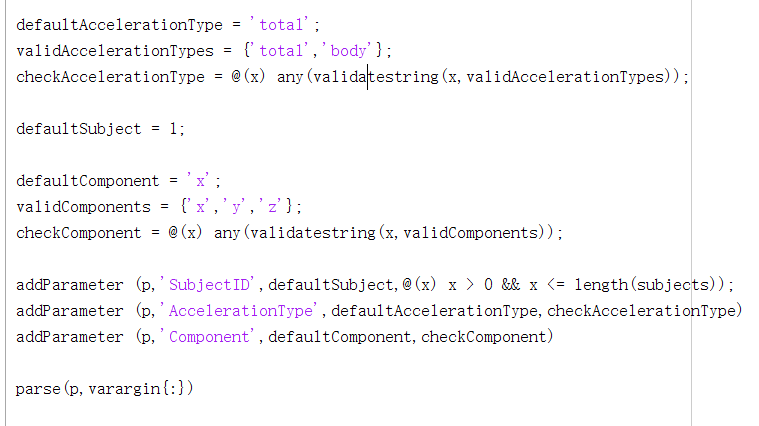 defaultAccelerationType = 'total';
validAccelerationTypes = {'total','body'};
checkAccelerationType = @(x) any(validatestring(x,validAccelerationTypes));
defaultSubject = 1;
defaultComponent = 'x';
validComponents = {'x','y','z'};
checkComponent = @(x) any(validatestring(x,validComponents));
addParameter (p,'SubjectID',defaultSubject,@(x) x > 0 && x <= length(subjects));
addParameter (p,'AccelerationType',defaultAccelerationType,checkAccelerationType)
addParameter (p,'Component',defaultComponent,checkComponent)
parse(p,varargin{:})